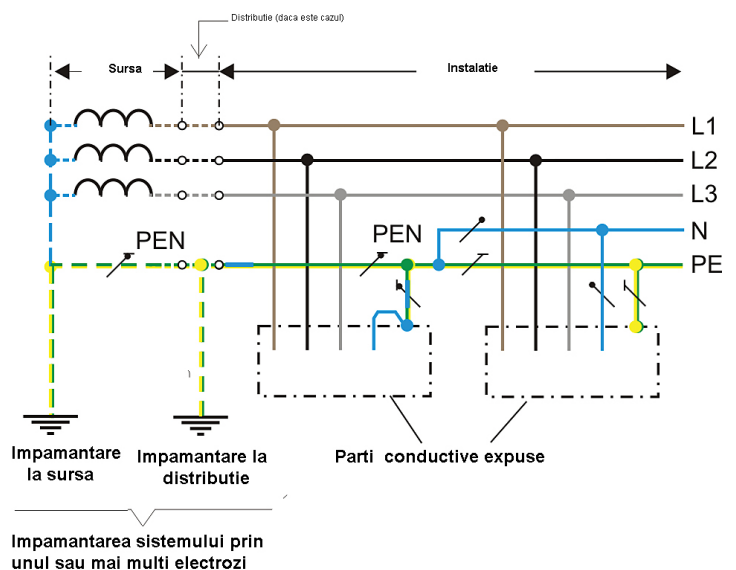 Distributie (daca este cazul)
Sursa
Instalatie
L1
L2
L3
N
PEN
PEN
PE
Impamantare
la sursa
Impamantare la
distributie
Parti conductive expuse
Impamantarea sistemului prin
unul sau mai multi electrozi